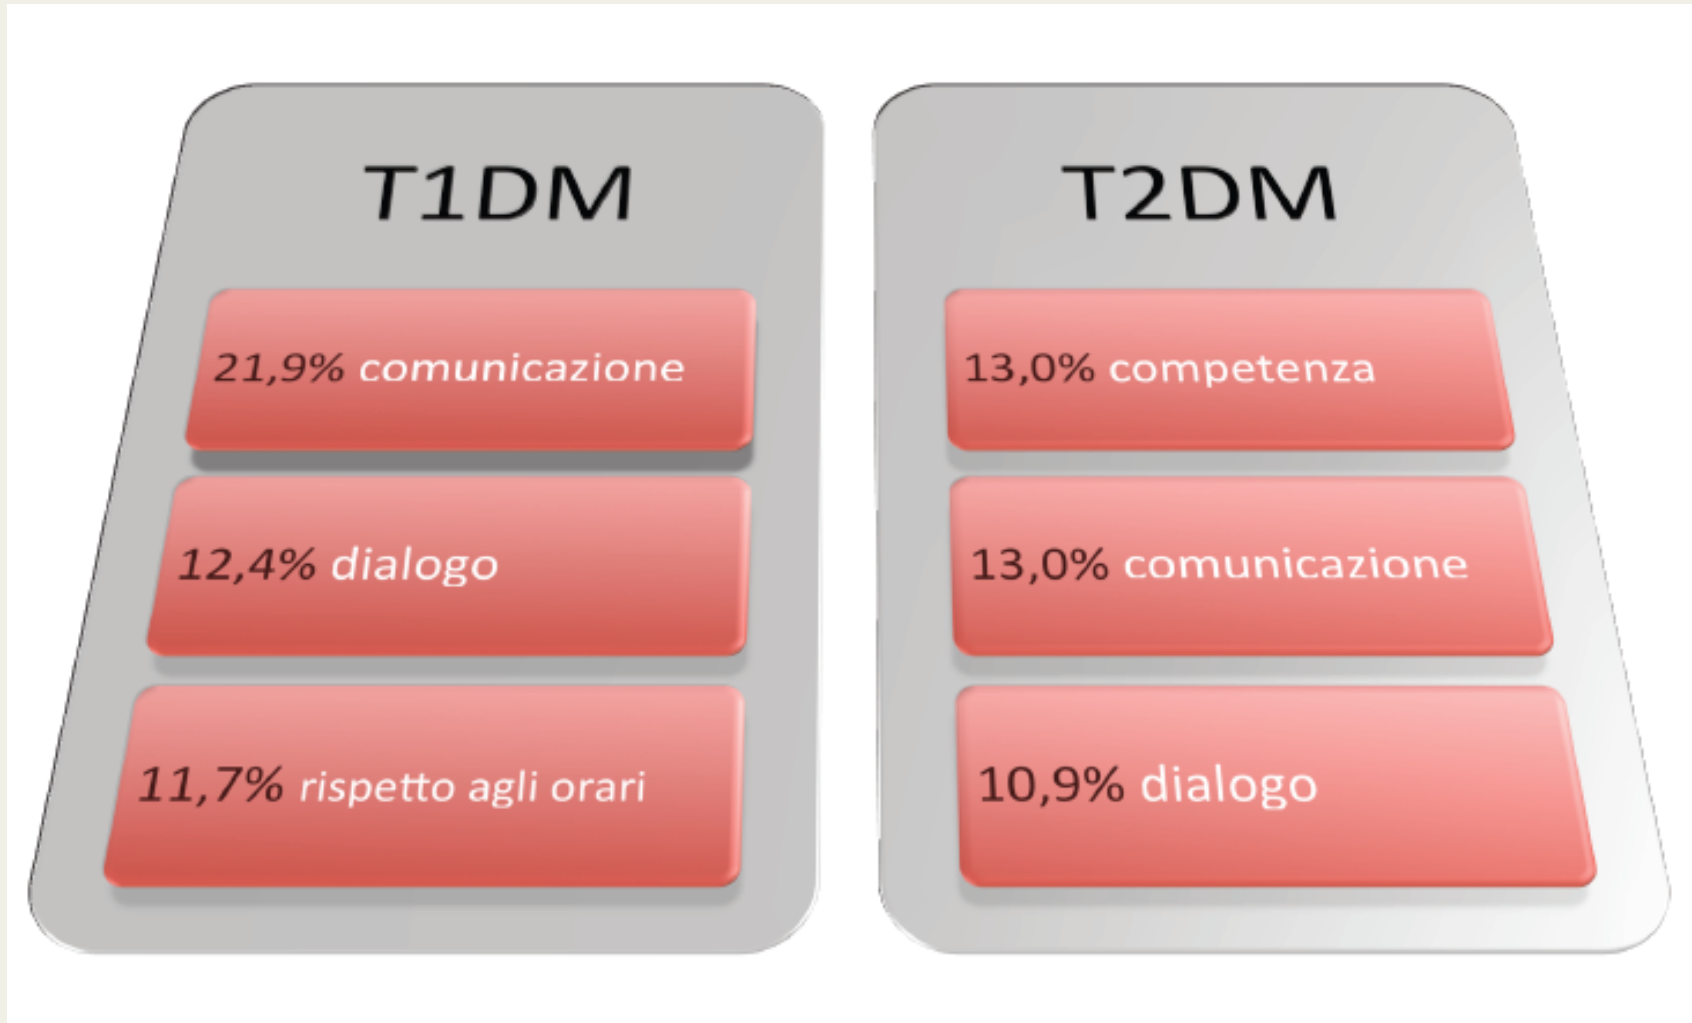 T1DM
21,9% comunicazione
12,4% dialogo
11,7% rispetto agli orari
T2DM
13,0% competenza
13,0% comunicazione
10,9% dialogo